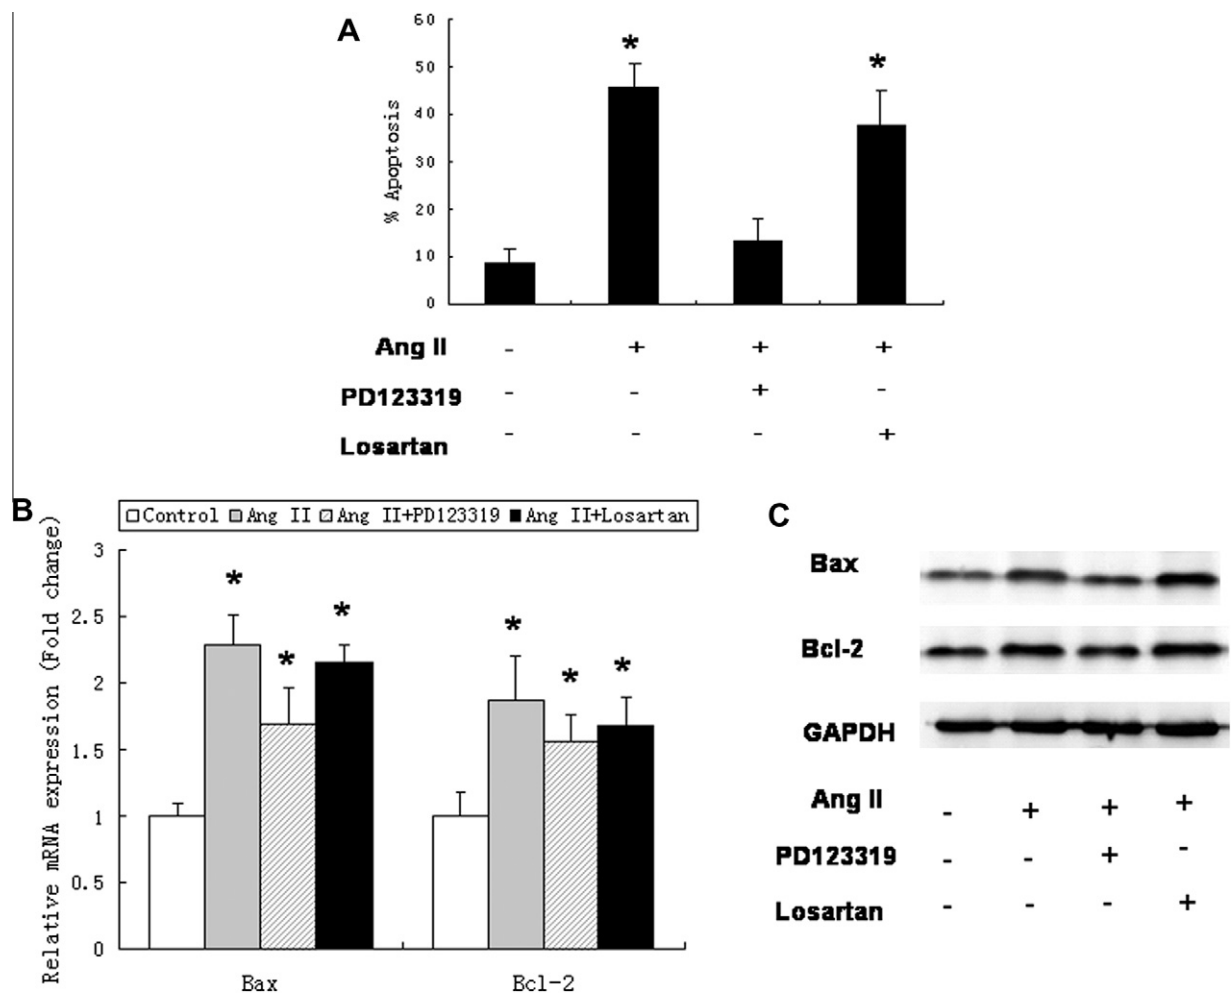 A
60
50
40
30
20
10
0
% Apoptosis
*
*
Ang II - + + +
PD123319 - - + -
Losartan - - - +
B
□Control ■Ang II ▨Ang II+PD123319 ■Ang II+Losartan
Relative mRNA expression (Fold change)
3
2.5
2
1.5
1
0.5
0
* * *
* * *
Bax Bcl-2
C
Bax
Bcl-2
GAPDH
Ang II - + + +
PD123319 - - + -
Losartan - - - +